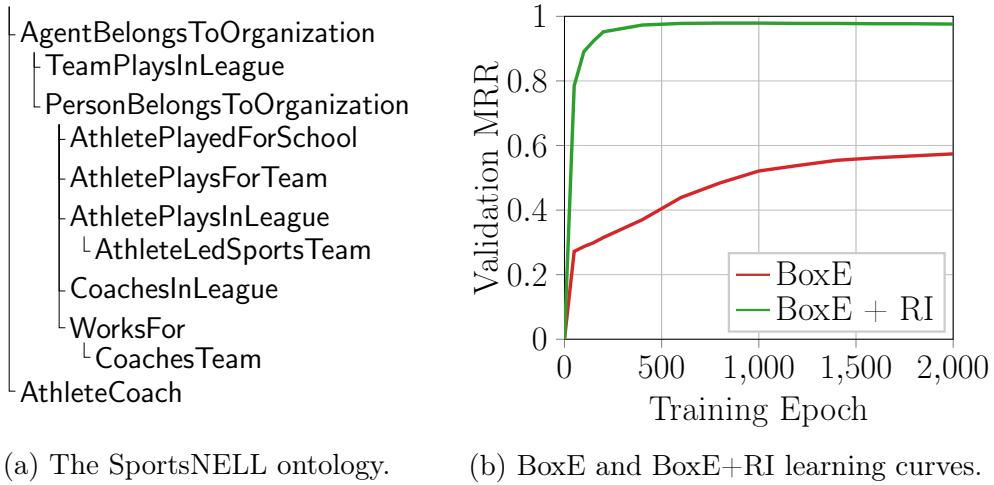 AgentBelongsToOrganization
TeamPlaysInLeague
PersonBelongsToOrganization
AthletePlayedForSchool
AthletePlaysForTeam
AthletePlaysInLeague
AthleteLedSportsTeam
CoachesInLeague
WorksFor
CoachesTeam
AthleteCoach
(a) The SportsNELL ontology.
Validation MRR
1
0.8
0.6
0.4
0.2
0
BoxE
BoxE + RI
0 500 1,000 1,500 2,000
Training Epoch
(b) BoxE and BoxE+RI learning curves.